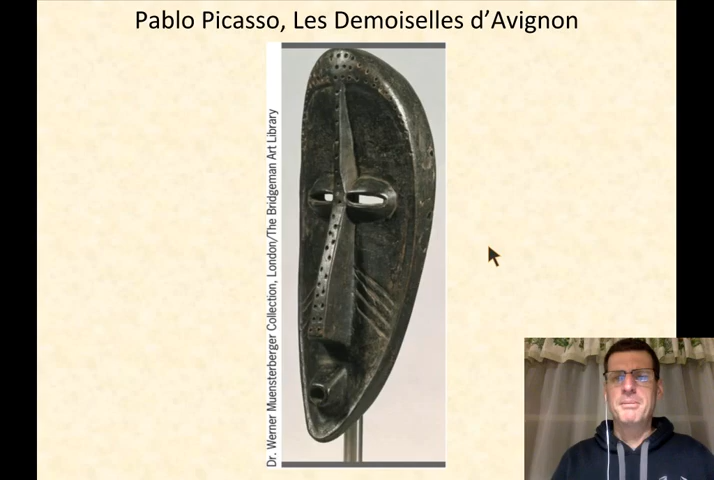 Pablo Picasso, Les Demoiselles d’Avignon
Dr. Werner Muensterberger Collection, London/The Bridgeman Art Library